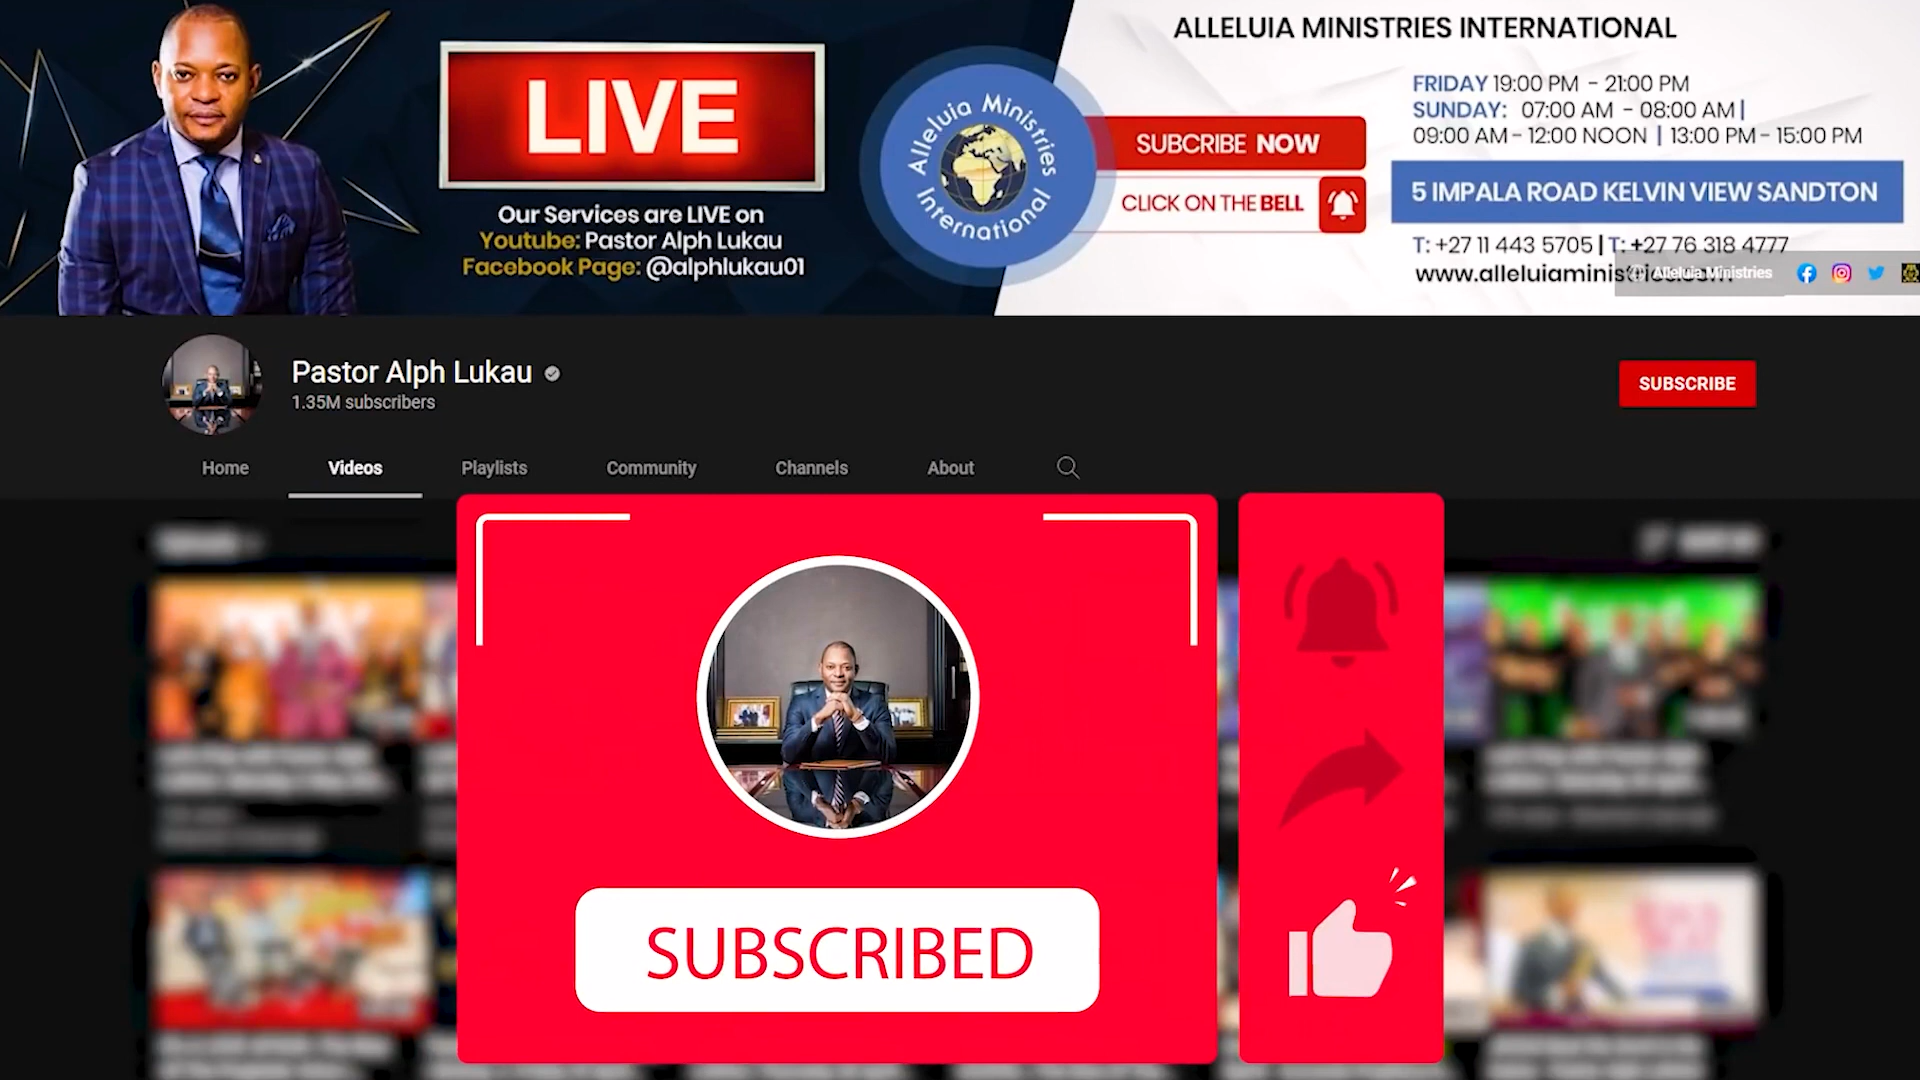 LIVE
Our Services are LIVE on
Youtube: Pastor Alph Lukau
Facebook Page: @alphlukau01
Alleluia Ministries
International
ALLELUIA MINISTRIES INTERNATIONAL
SUBCRIBE NOW
CLICK ON THE BELL
FRIDAY 19:00 PM - 21:00 PM
SUNDAY: 07:00 AM - 08:00 AM |
09:00 AM - 12:00 NOON | 13:00 PM - 15:00 PM
5 IMPALA ROAD KELVIN VIEW SANDTON
T: +27 11 443 5705 | T: +27 76 318 4777
www.alleluiaministries.com
Alleluia Ministries
Pastor Alph Lukau
1.35M subscribers
SUBSCRIBE
Home Videos Playlists Community Channels About
SUBSCRIBED